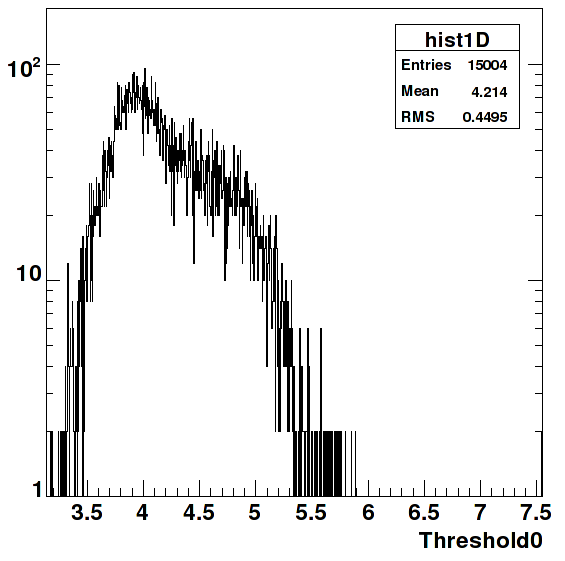 hist1D
Entries 15004
Mean 4.214
RMS 0.4495
10²
10
1
3.5 4 4.5 5 5.5 6 6.5 7 7.5
Threshold0